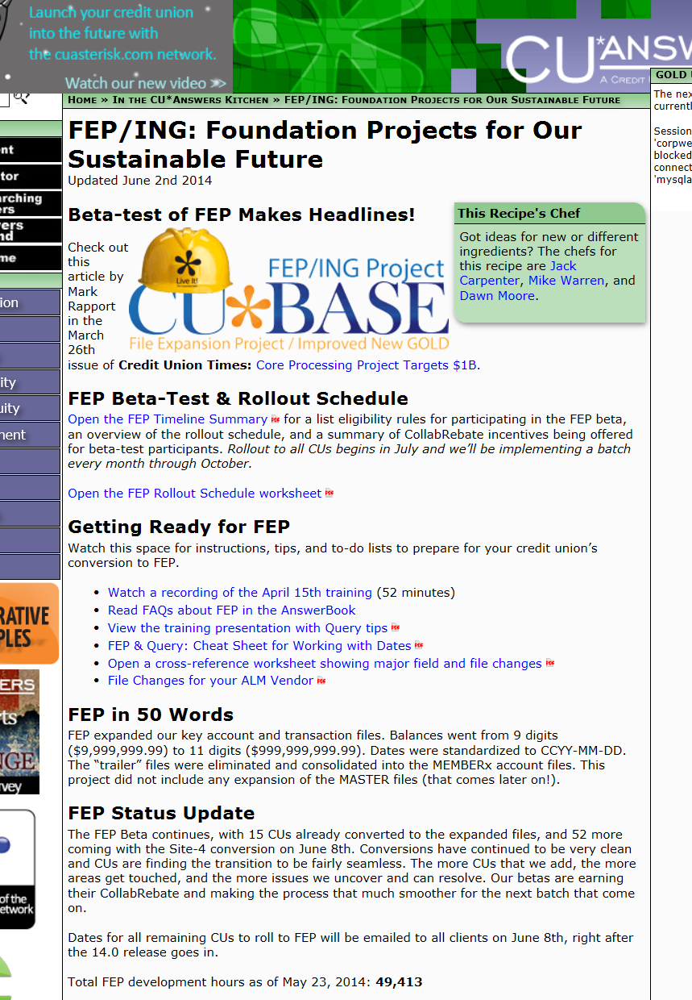 Launch your credit union
into the future with
the cuasterisk.com network.
Watch our new video >>
CU*ANSW
A CREDIT
GOLD
HOME » IN THE CU*ANSWERS KITCHEN » FEP/ING: FOUNDATION PROJECTS FOR OUR SUSTAINABLE FUTURE
The nex
currentl
Session
'corpwe
blocked
connect
'mysqla
nt
tor
arching
ers
ers
nd
me
ion
ity
uity
ment
RATIVE
PLES
ERS
ts
NGE
vey
of the
etwork
FEP/ING: Foundation Projects for Our
Sustainable Future
Updated June 2nd 2014
Beta-test of FEP Makes Headlines!
Check out
this
article by
Mark
Rapport
in the
March
26th
issue of Credit Union Times: Core Processing Project Targets $1B.
Live It!
FEP/ING Project
CU*BASE
File Expansion Project / Improved New GOLD
This Recipe's Chef
Got ideas for new or different
ingredients? The chefs for
this recipe are Jack
Carpenter, Mike Warren, and
Dawn Moore.
FEP Beta-Test & Rollout Schedule
Open the FEP Timeline Summary PDF for a list eligibility rules for participating in the FEP beta,
an overview of the rollout schedule, and a summary of CollabRebate incentives being offered
for beta-test participants. Rollout to all CUs begins in July and we'll be implementing a batch
every month through October.
Open the FEP Rollout Schedule worksheet PDF
Getting Ready for FEP
Watch this space for instructions, tips, and to-do lists to prepare for your credit union's
conversion to FEP.
• Watch a recording of the April 15th training (52 minutes)
• Read FAQs about FEP in the AnswerBook
• View the training presentation with Query tips PDF
• FEP & Query: Cheat Sheet for Working with Dates PDF
• Open a cross-reference worksheet showing major field and file changes PDF
• File Changes for your ALM Vendor PDF
FEP in 50 Words
FEP expanded our key account and transaction files. Balances went from 9 digits
($9,999,999.99) to 11 digits ($999,999,999.99). Dates were standardized to CCYY-MM-DD.
The “trailer” files were eliminated and consolidated into the MEMBERx account files. This
project did not include any expansion of the MASTER files (that comes later on!).
FEP Status Update
The FEP Beta continues, with 15 CUs already converted to the expanded files, and 52 more
coming with the Site-4 conversion on June 8th. Conversions have continued to be very clean
and CUs are finding the transition to be fairly seamless. The more CUs that we add, the more
areas get touched, and the more issues we uncover and can resolve. Our betas are earning
their CollabRebate and making the process that much smoother for the next batch that come
on.
Dates for all remaining CUs to roll to FEP will be emailed to all clients on June 8th, right after
the 14.0 release goes in.
Total FEP development hours as of May 23, 2014: 49,413